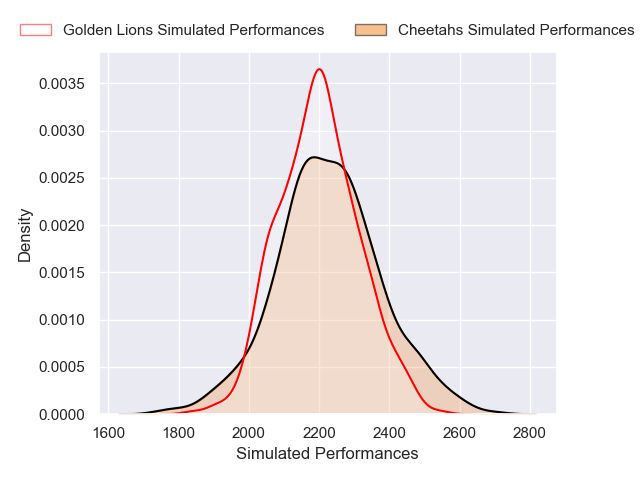 Golden Lions Simulated Performances Cheetahs Simulated Performances
0.0035
0.0030
0.0025
0.0020
0.0015
0.0010
0.0005
0.0000
Density
1600 1800 2000 2200 2400 2600 2800
Simulated Performances